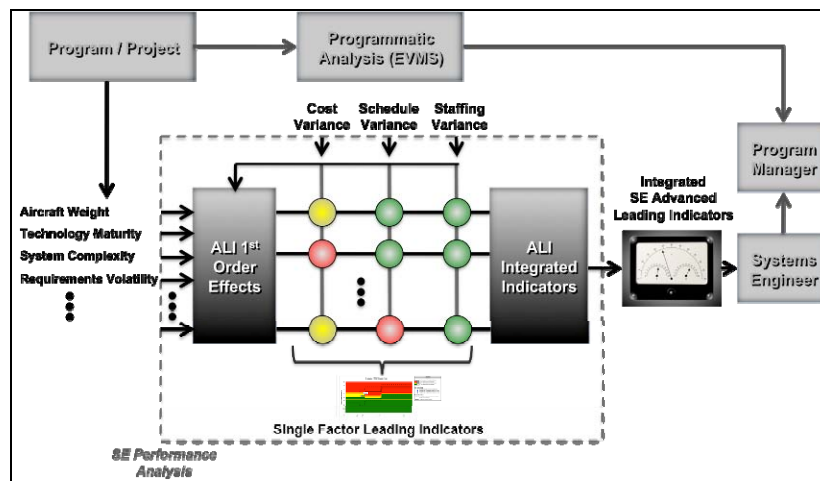 Program / Project
Programmatic
Analysis (EVMS)
Cost
Variance
Schedule
Variance
Staffing
Variance
Program
Manager
Integrated
SE Advanced
Leading Indicators
Aircraft Weight
Technology Maturity
System Complexity
Requirements Volatility
ALI 1st
Order
Effects
ALI
Integrated
Indicators
Systems
Engineer
Single Factor Leading Indicators
SE Performance
Analysis